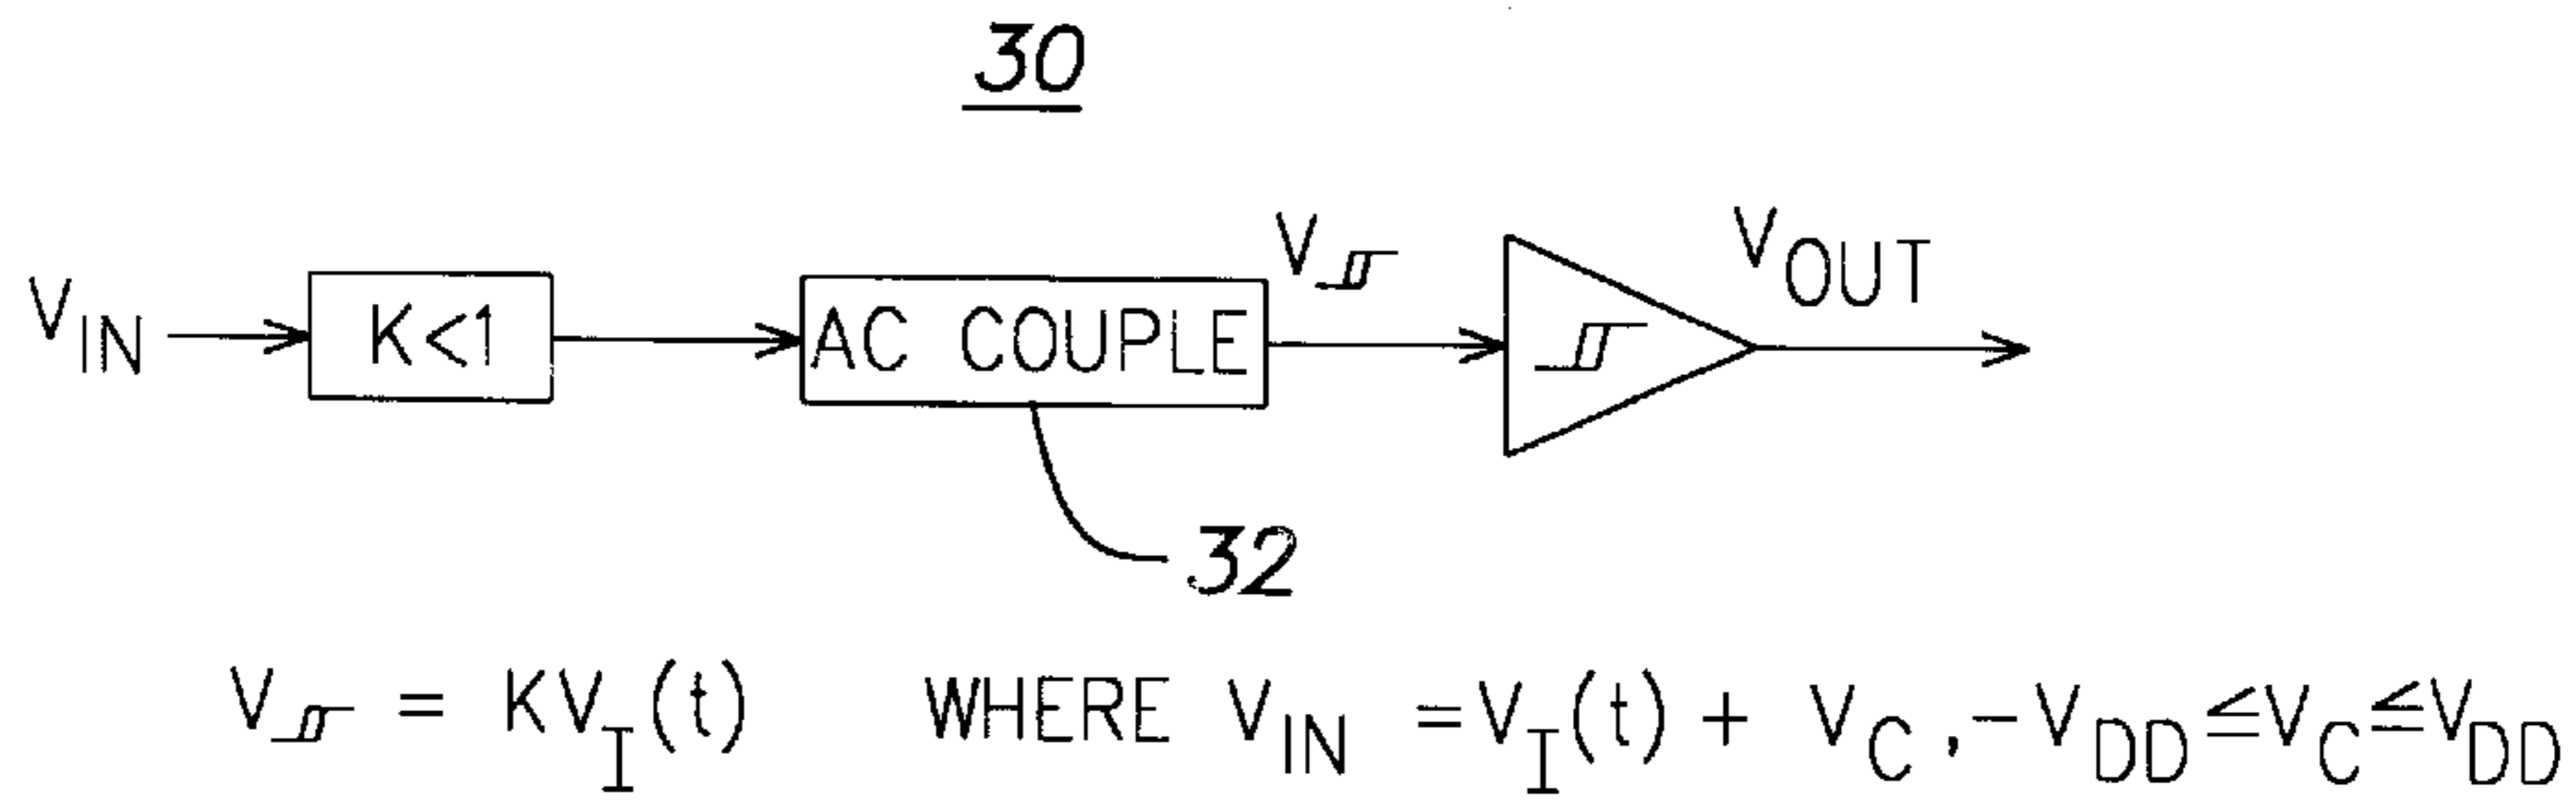 30
V_IN K<1 AC COUPLE V V_OUT
32
V = KV_I(t) WHERE V_IN = V_I(t) + V_C, -V_DD ≦ V_C ≦ V_DD